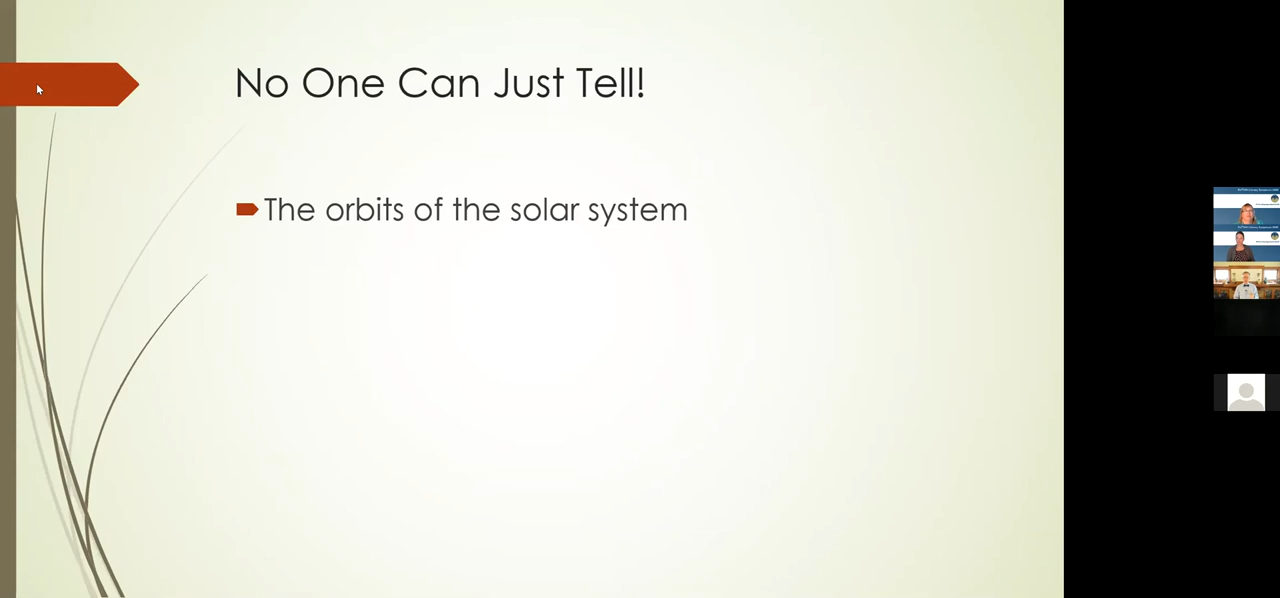 No One Can Just Tell!
The orbits of the solar system